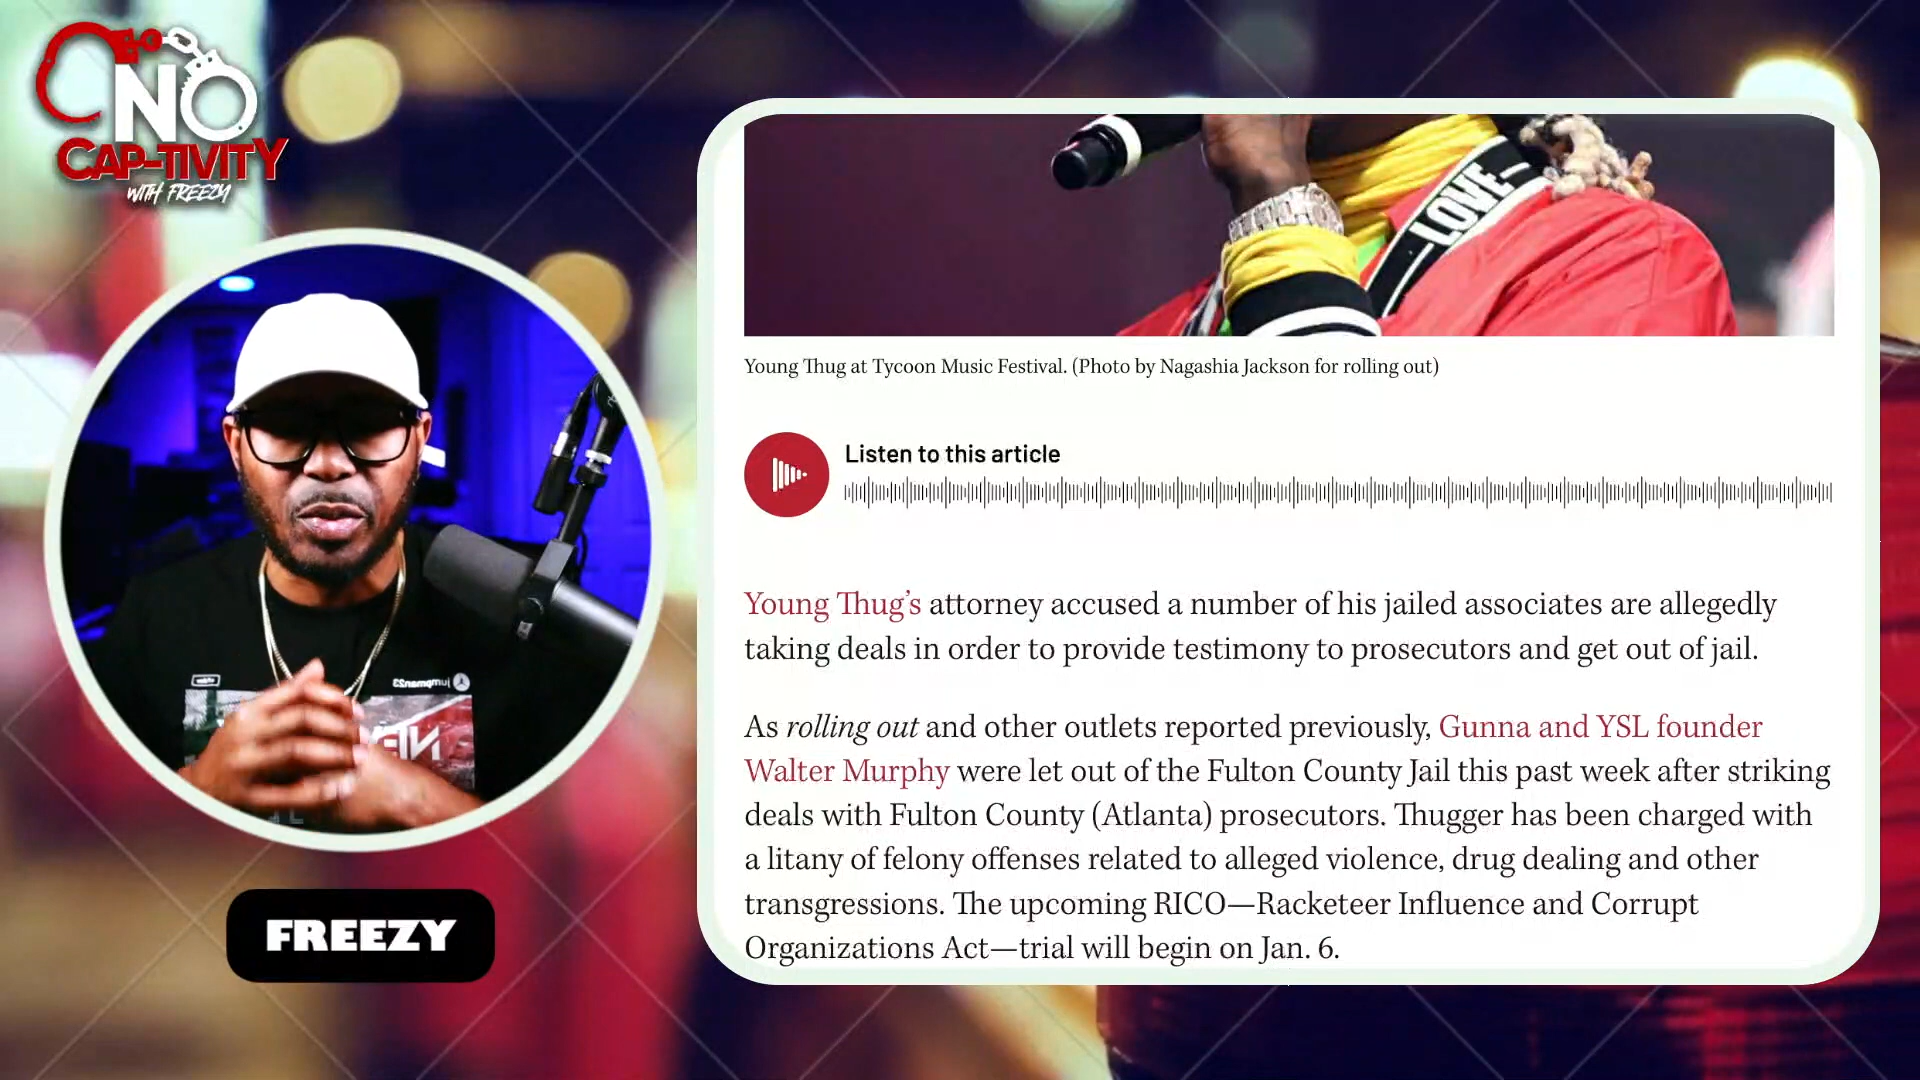 NO
CAP-TIVITY
WITH FREEZY
LOVE
Young Thug at Tycoon Music Festival. (Photo by Nagashia Jackson for rolling out)
Listen to this article
Young Thug's attorney accused a number of his jailed associates are allegedly
taking deals in order to provide testimony to prosecutors and get out of jail.
As rolling out and other outlets reported previously, Gunna and YSL founder
Walter Murphy were let out of the Fulton County Jail this past week after striking
deals with Fulton County (Atlanta) prosecutors. Thugger has been charged with
a litany of felony offenses related to alleged violence, drug dealing and other
transgressions. The upcoming RICO—Racketeer Influence and Corrupt
Organizations Act—trial will begin on Jan. 6.
Jumpman23
FREEZY